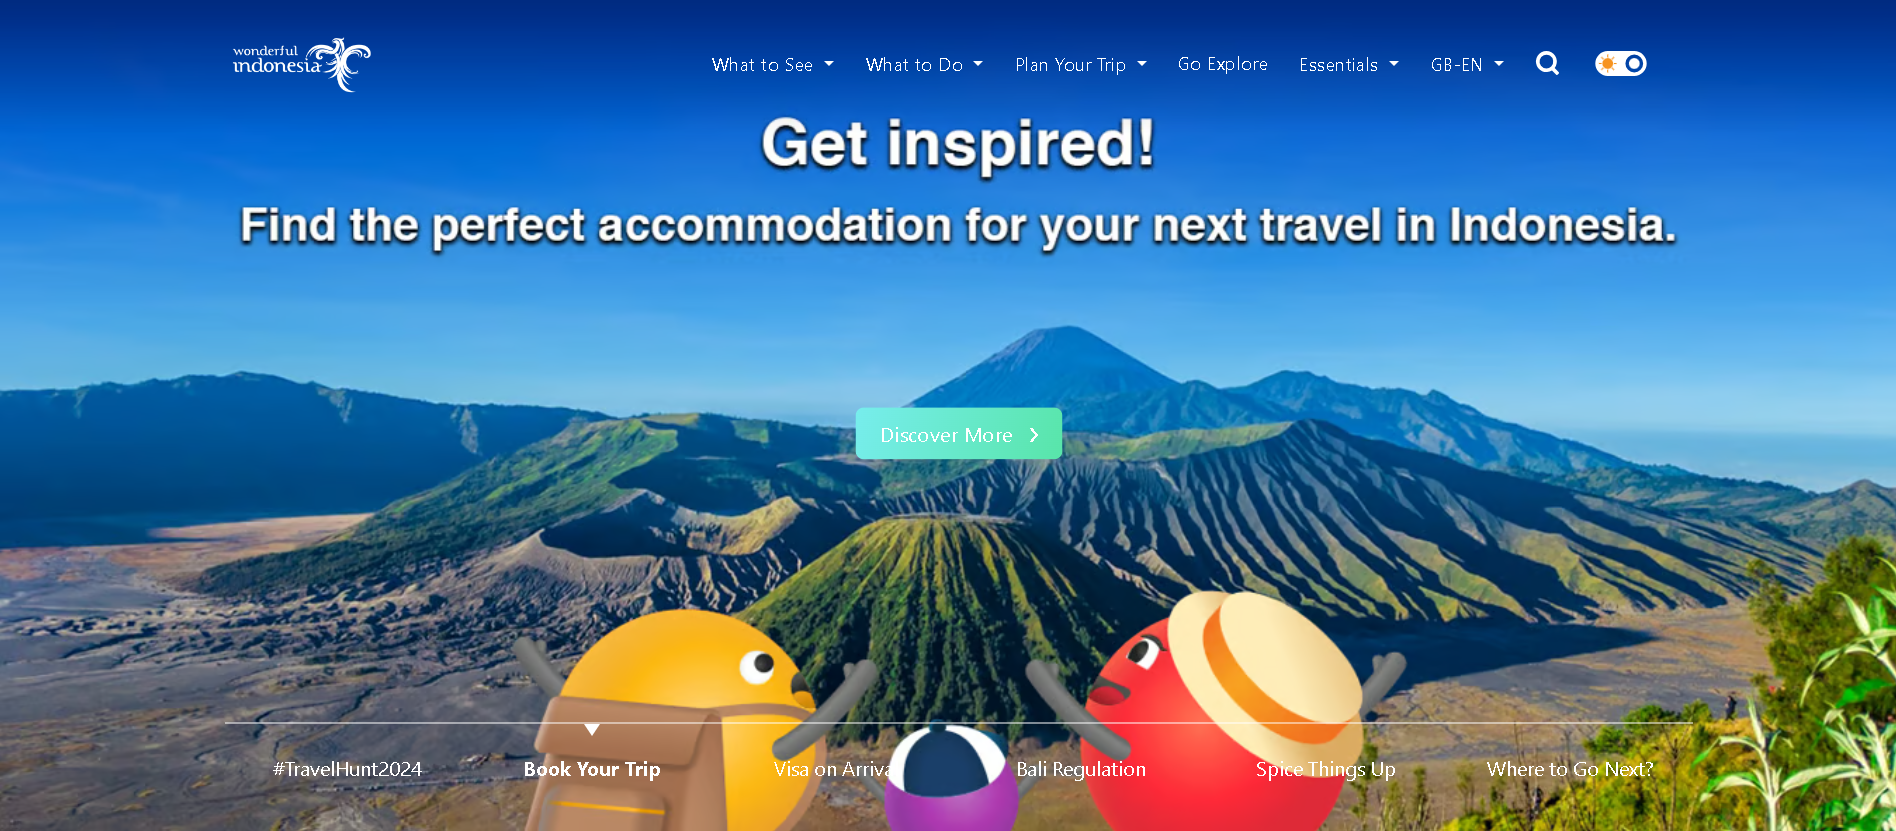 wonderful
indonesia
What to See
What to Do
Plan Your Trip
Go Explore
Essentials
GB-EN
Get inspired!
Find the perfect accommodation for your next travel in Indonesia.
Discover More
#TravelHunt2024
Book Your Trip
Visa on Arriva
Bali Regulation
Spice Things Up
Where to Go Next?